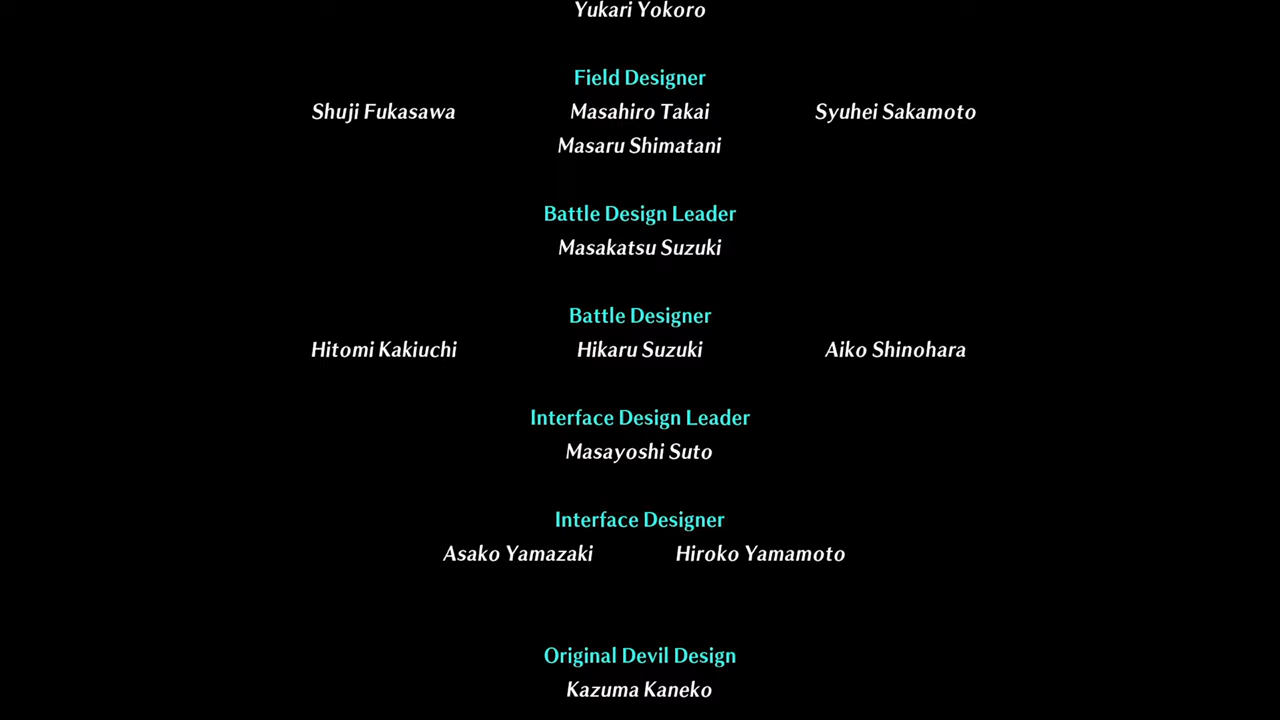 Yukari Yokoro
Field Designer
Shuji Fukasawa Masahiro Takai Syuhei Sakamoto
Masaru Shimatani
Battle Design Leader
Masakatsu Suzuki
Battle Designer
Hitomi Kakiuchi Hikaru Suzuki Aiko Shinohara
Interface Design Leader
Masayoshi Suto
Interface Designer
Asako Yamazaki Hiroko Yamamoto
Original Devil Design
Kazuma Kaneko